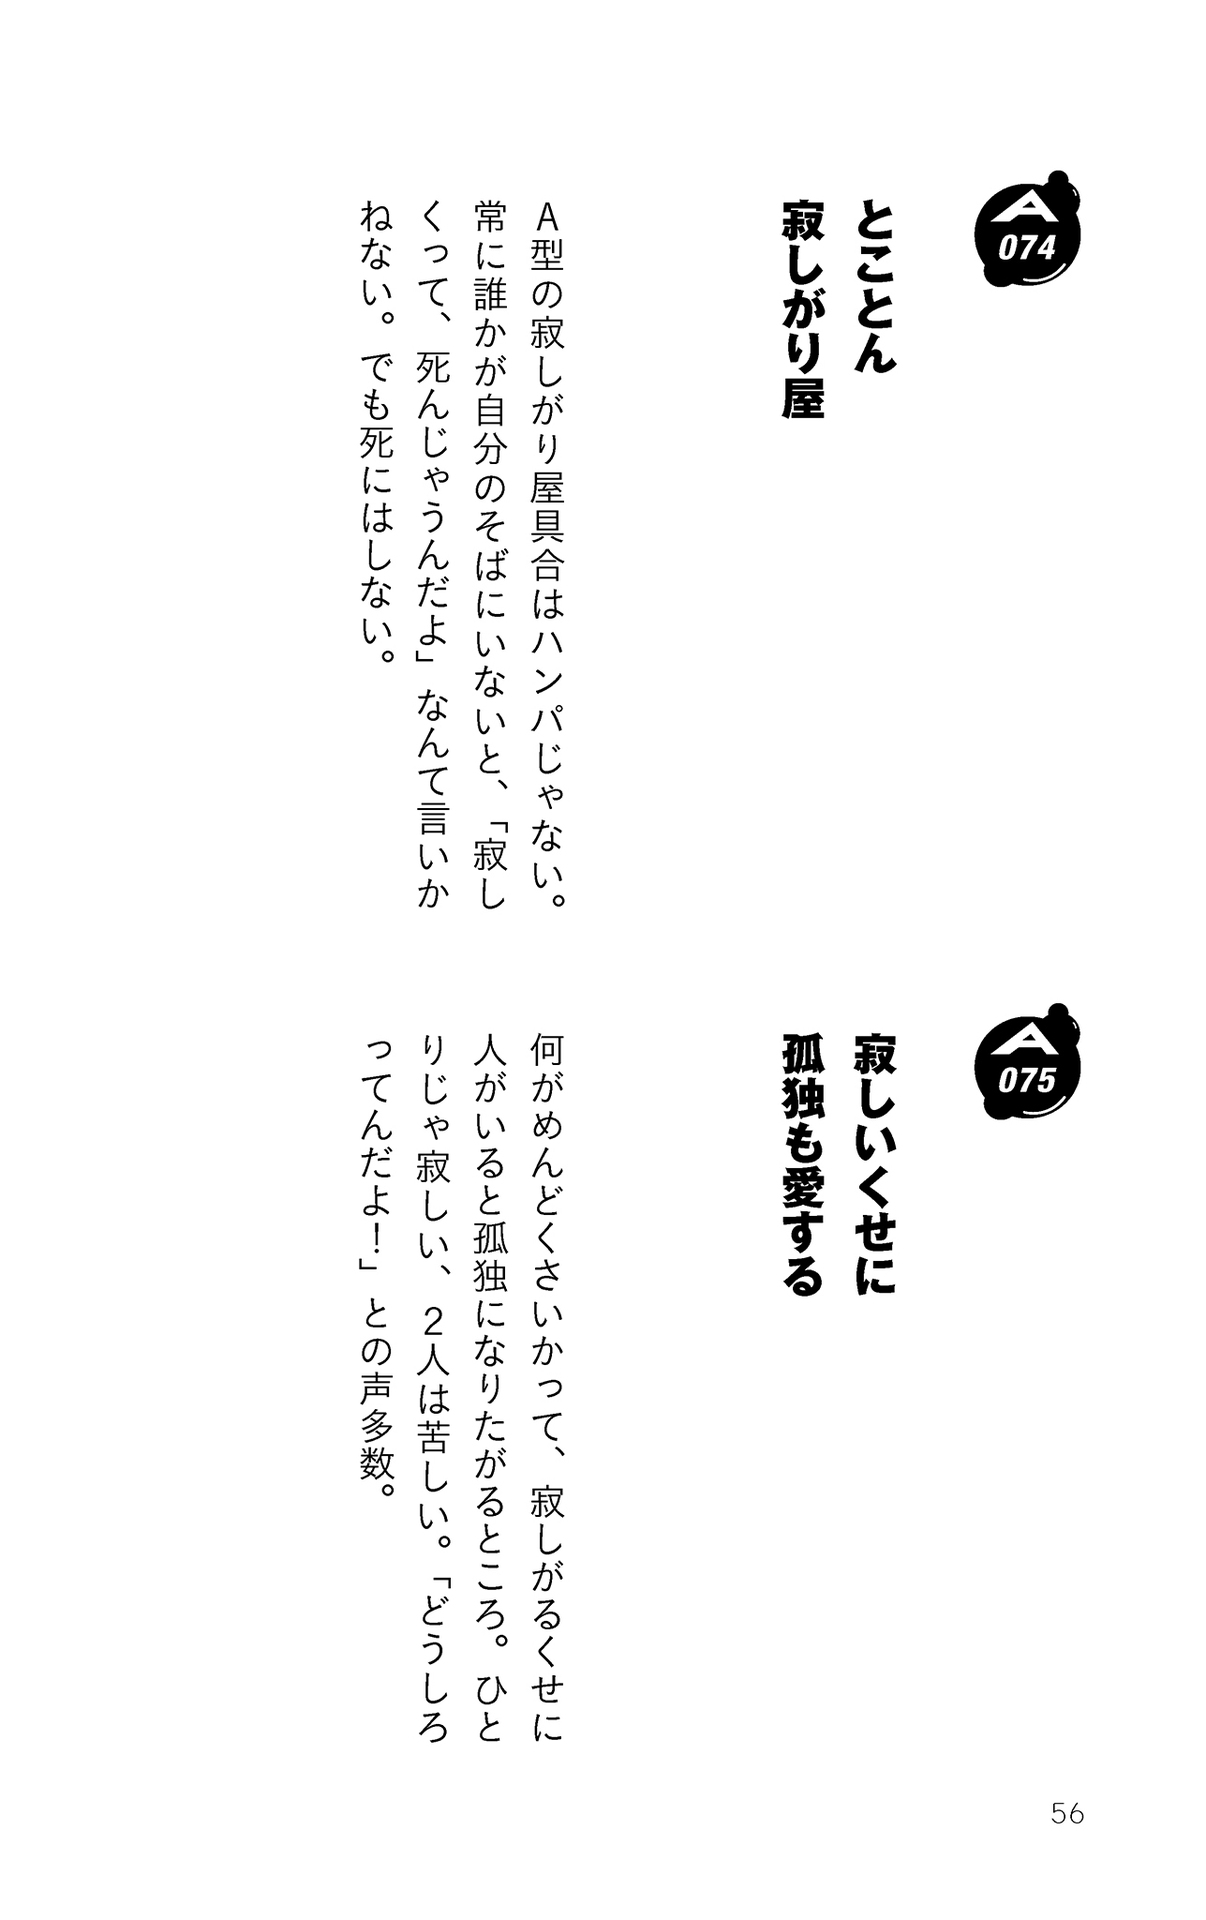 A
074
とことん
寂しがり屋
A型の寂しがり屋具合はハンパじゃない。
常に誰かが自分のそばにいないと、「寂し
くって、死んじゃうんだよ」なんて言いか
ねない。でも死にはしない。
A
075
寂しいくせに
孤独も愛する
何がめんどくさいかって、寂しがるくせに
人がいると孤独になりたがるところ。ひと
りじゃ寂しい、2人は苦しい。「どうしろ
ってんだよ！」との声多数。
56